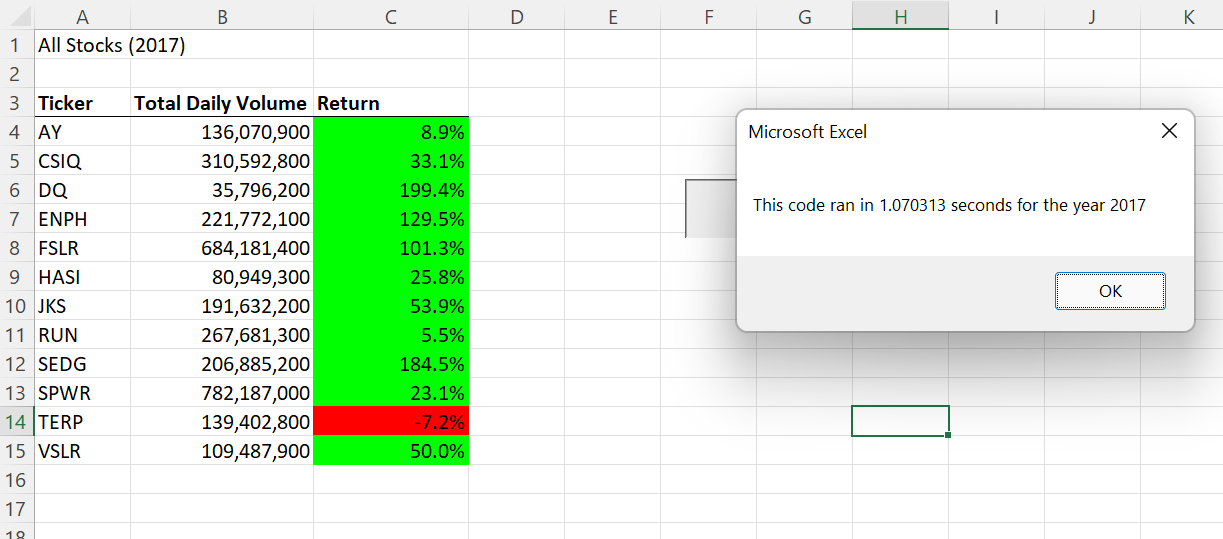 A B C D E F G H I J K
1 All Stocks (2017)
2
3 Ticker Total Daily Volume Return
4 AY 136,070,900 8.9%
5 CSIQ 310,592,800 33.1%
6 DQ 35,796,200 199.4%
7 ENPH 221,772,100 129.5%
8 FSLR 684,181,400 101.3%
9 HASI 80,949,300 25.8%
10 JKS 191,632,200 53.9%
11 RUN 267,681,300 5.5%
12 SEDG 206,885,200 184.5%
13 SPWR 782,187,000 23.1%
14 TERP 139,402,800 -7.2%
15 VSLR 109,487,900 50.0%
16
17
18
Microsoft Excel
This code ran in 1.070313 seconds for the year 2017
OK